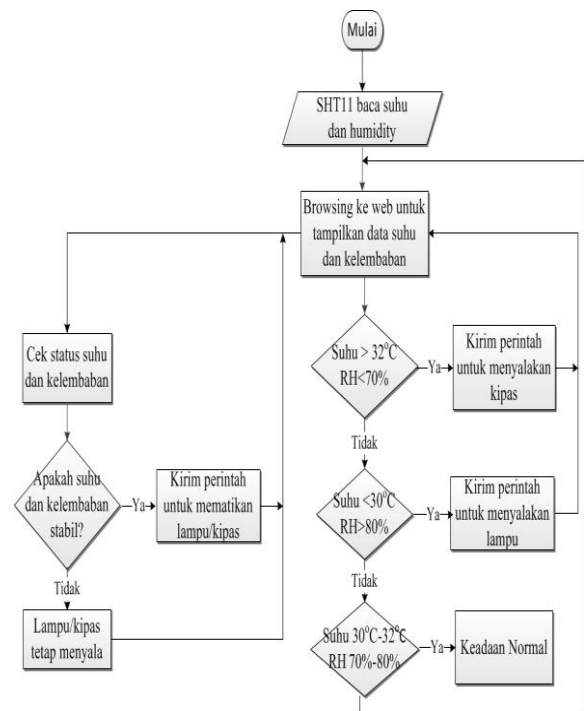 Mulai
SHT11 baca suhu
dan humidity
Browsing ke web untuk
tampilkan data suhu
dan kelembaban
Suhu > 32°C
RH<70%
Ya
Kirim perintah
untuk menyalakan
kipas
Tidak
Suhu <30°C
RH>80%
Ya
Kirim perintah
untuk menyalakan
lampu
Tidak
Suhu 30°C-32°C
RH 70%-80%
Ya
Keadaan Normal
Cek status suhu
dan kelembaban
Apakah suhu
dan kelembaban
stabil?
Ya
Kirim perintah
untuk mematikan
lampu/kipas
Tidak
Lampu/kipas
tetap menyala